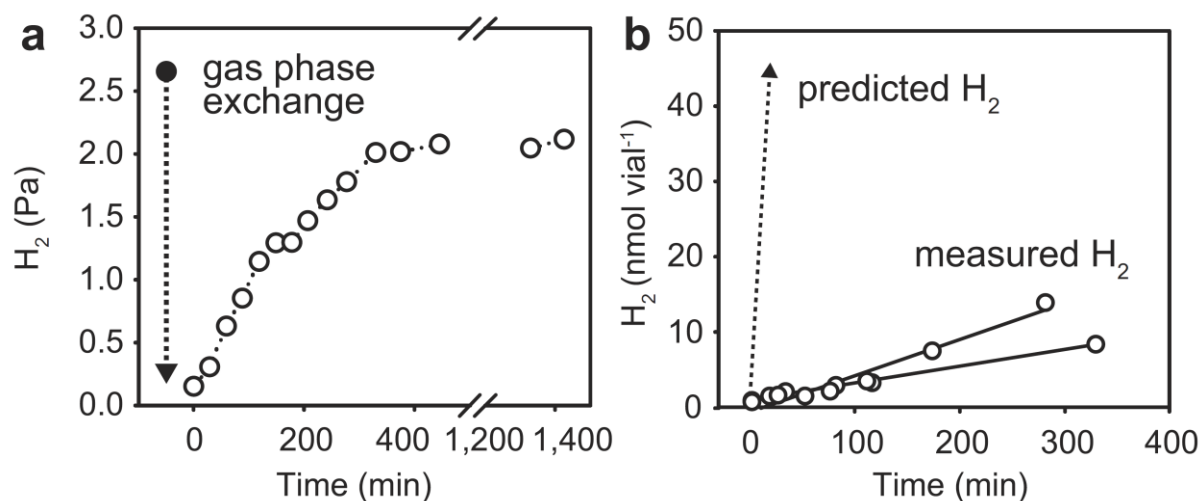 a
3.0
2.5
2.0
1.5
1.0
0.5
0.0
H₂ (Pa)
gas phase
exchange
0
200
400
1,200
1,400
Time (min)
b
50
40
30
20
10
0
H₂ (nmol vial⁻¹)
predicted H₂
measured H₂
0
100
200
300
400
Time (min)